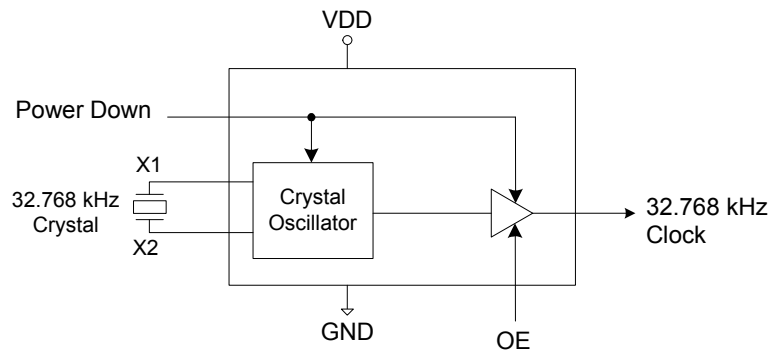 VDD
Power Down
X1
32.768 kHz
Crystal
X2
Crystal
Oscillator
32.768 kHz
Clock
GND
OE